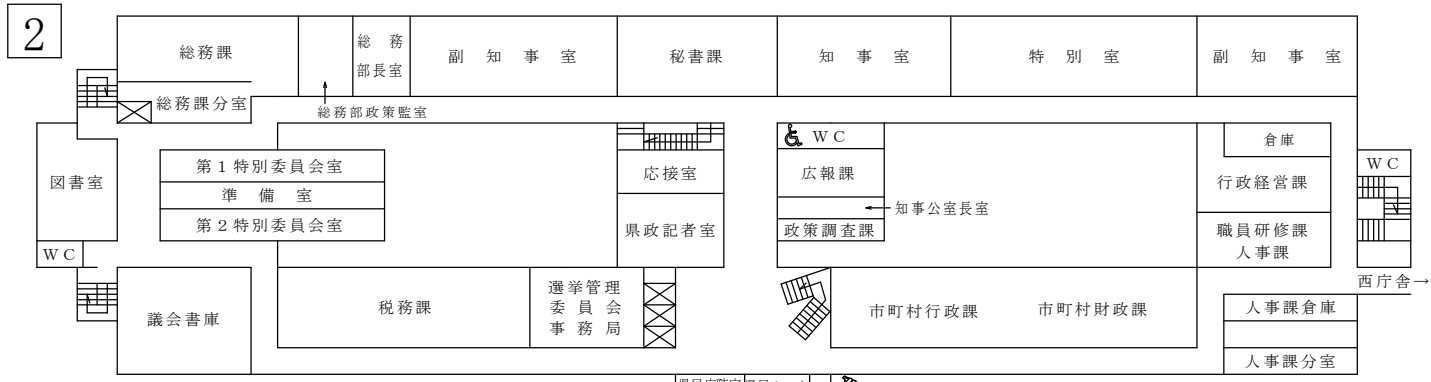 2
総務課
総務
部長室
副知事室
秘書課
知事室
特別室
副知事室
総務課分室
総務部政策監室
WC
倉庫
第1特別委員会室
応接室
広報課
WC
図書室
準備室
行政経営課
知事公室長室
第2特別委員会室
県政記者室
政策調査課
職員研修課
人事課
WC
西庁舎→
税務課
選挙管理
委員会
事務局
市町村行政課
市町村財政課
議会書庫
人事課倉庫
人事課分室